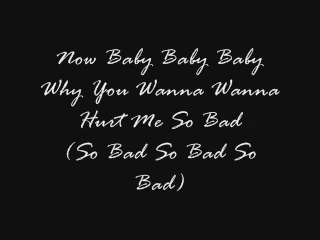 Now Baby Baby Baby
Why You Wanna Wanna
Hurt Me So Bad
(So Bad So Bad So
Bad)